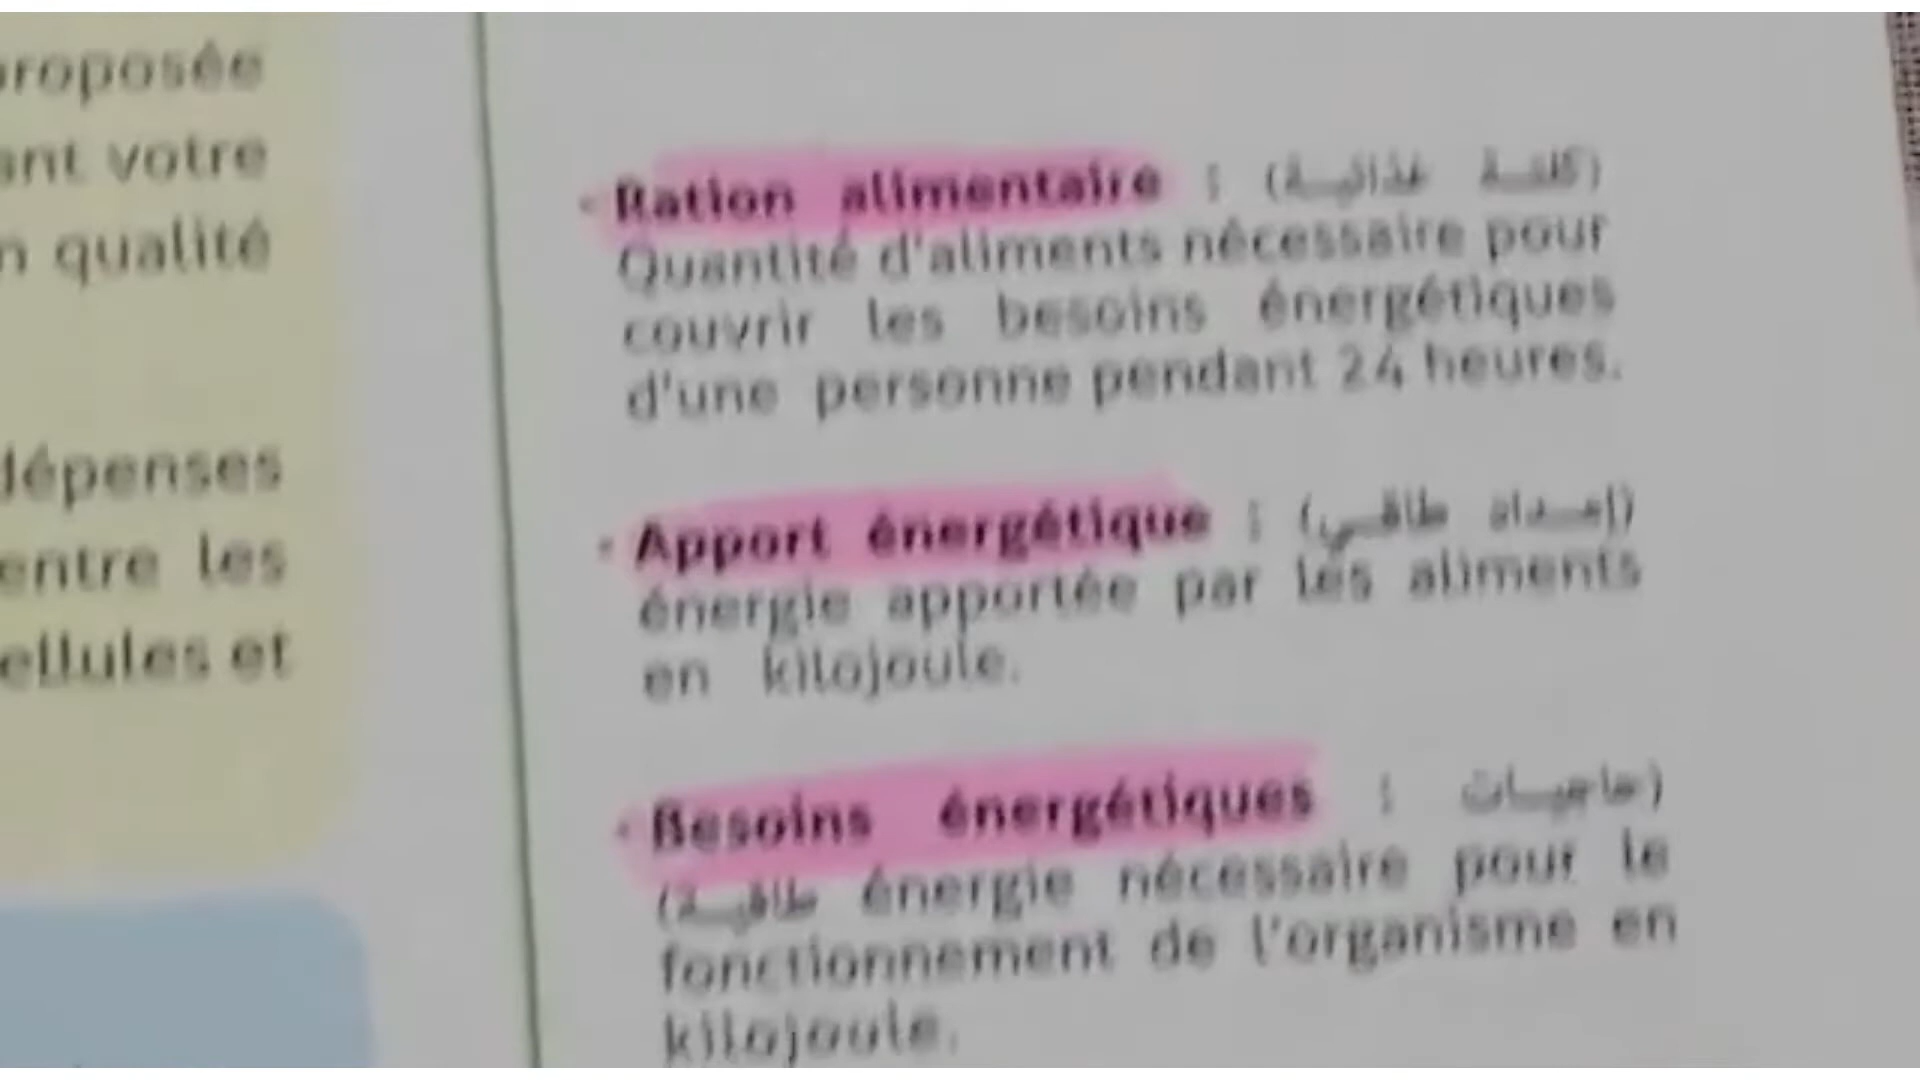 proposée
ant votre
n qualité
dépenses
entre les
ellules et
• Ration alimentaire : (كلفة غذائية)
Quantité d'aliments nécessaire pour
couvrir les besoins énergétiques
d'une personne pendant 24 heures.
• Apport énergétique : (إمداد طاقي)
énergie apportée par les aliments
en kilojoule.
• Besoins énergétiques : (حاجيات
طاقية) énergie nécessaire pour le
fonctionnement de l'organisme en
kilojoule.